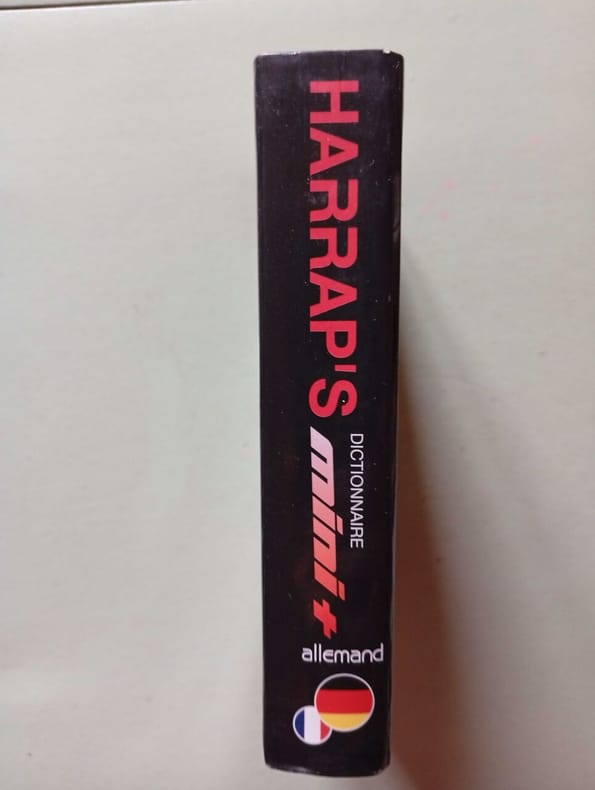 HARRAP'S
DICTIONNAIRE
mini+
allemand